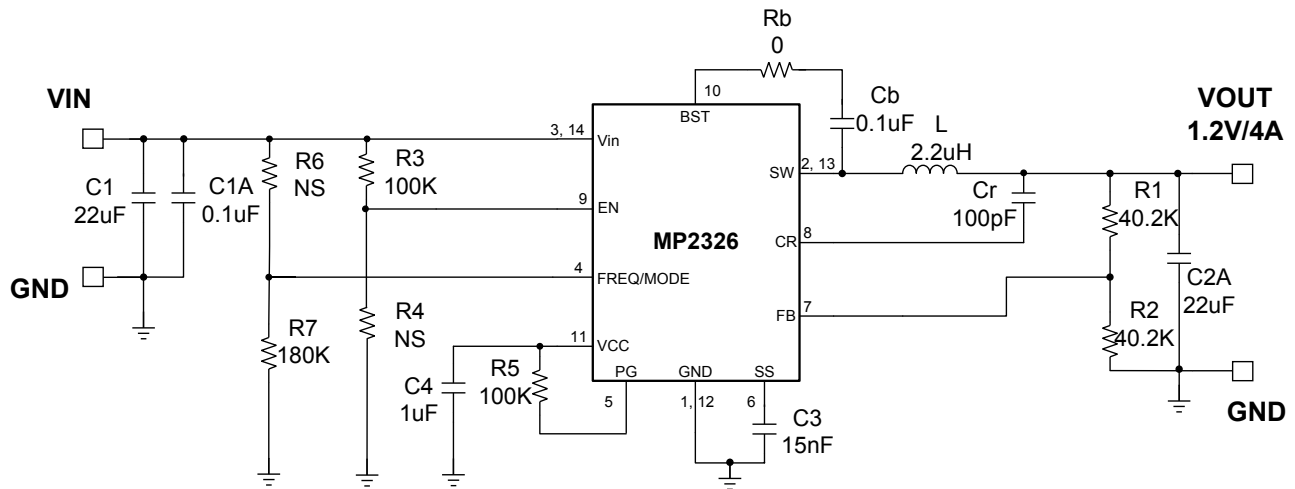 Rb
0
VIN
10
BST
Cb
0.1uF
VOUT
1.2V/4A
3, 14
Vin
L
2.2uH
R6
NS
R3
100K
SW
2, 13
C1
22uF
C1A
0.1uF
Cr
100pF
R1
40.2K
9
EN
MP2326
CR
8
GND
4
FREQ/MODE
C2A
22uF
R7
180K
R4
NS
FB
7
R2
40.2K
11
VCC
R5
100K
C4
1uF
PG
GND
SS
5
1, 12
6
C3
15nF
GND